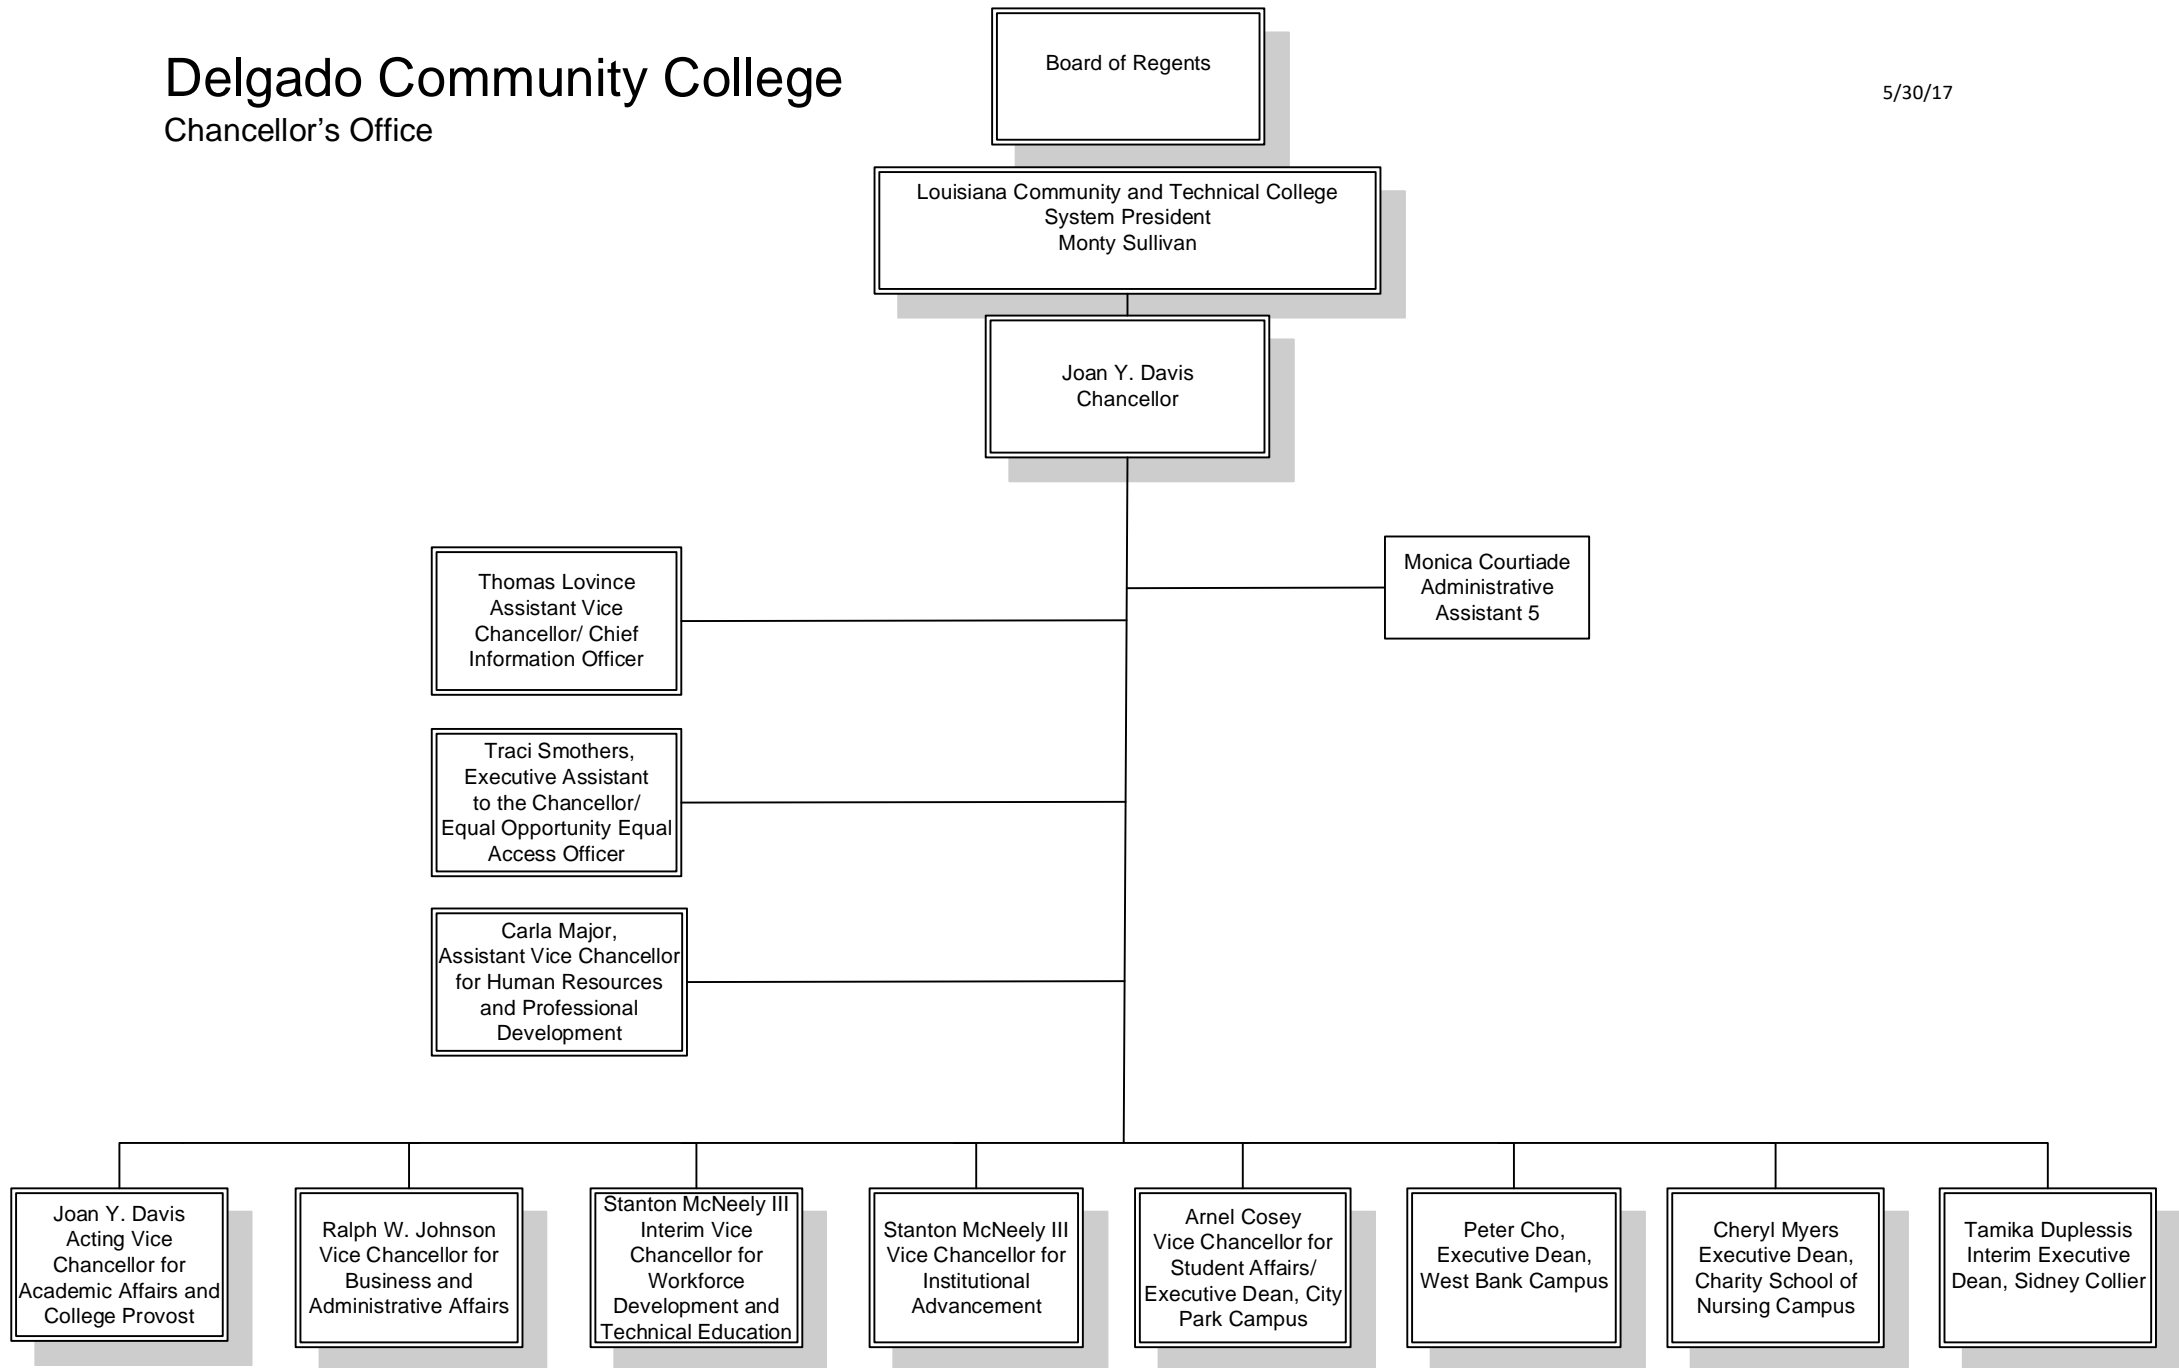 Delgado Community College
Chancellor's Office
5/30/17
Board of Regents
Louisiana Community and Technical College
System President
Monty Sullivan
Joan Y. Davis
Chancellor
Thomas Lovince
Assistant Vice
Chancellor/ Chief
Information Officer
Monica Courtiade
Administrative
Assistant 5
Traci Smothers,
Executive Assistant
to the Chancellor/
Equal Opportunity Equal
Access Officer
Carla Major,
Assistant Vice Chancellor
for Human Resources
and Professional
Development
Joan Y. Davis
Acting Vice
Chancellor for
Academic Affairs and
College Provost
Ralph W. Johnson
Vice Chancellor for
Business and
Administrative Affairs
Stanton McNeely III
Interim Vice
Chancellor for
Workforce
Development and
Technical Education
Stanton McNeely III
Vice Chancellor for
Institutional
Advancement
Arnel Cosey
Vice Chancellor for
Student Affairs/
Executive Dean, City
Park Campus
Peter Cho,
Executive Dean,
West Bank Campus
Cheryl Myers
Executive Dean,
Charity School of
Nursing Campus
Tamika Duplessis
Interim Executive
Dean, Sidney Collier